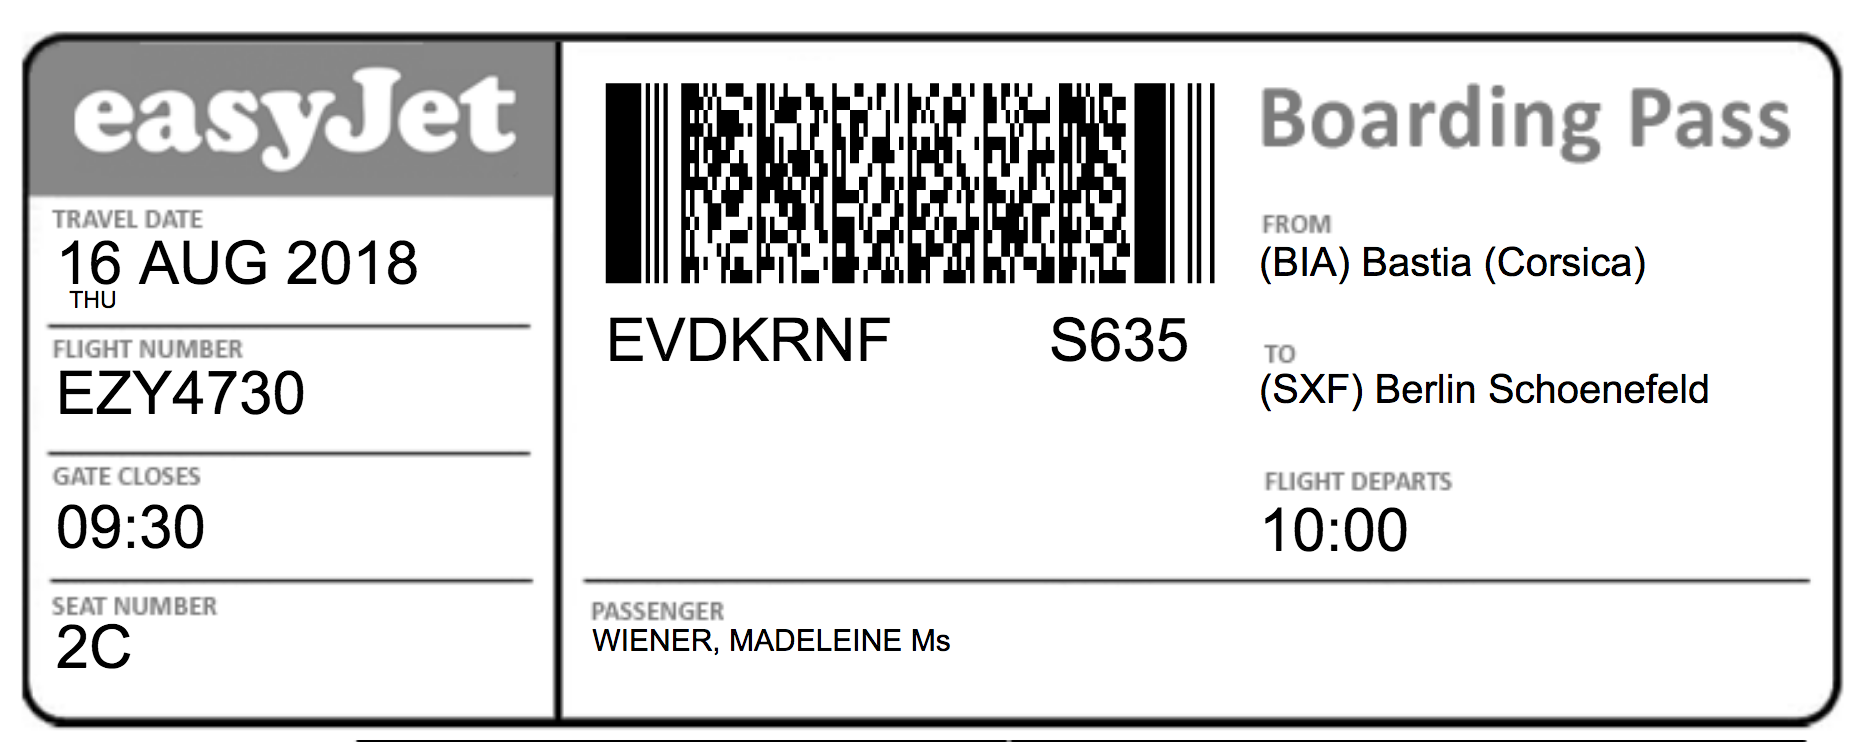 easyJet
TRAVEL DATE
16 AUG 2018
THU
FLIGHT NUMBER
EZY4730
GATE CLOSES
09:30
SEAT NUMBER
2C
EVDKRNF S635
Boarding Pass
FROM
(BIA) Bastia (Corsica)
TO
(SXF) Berlin Schoenefeld
FLIGHT DEPARTS
10:00
PASSENGER
WIENER, MADELEINE Ms